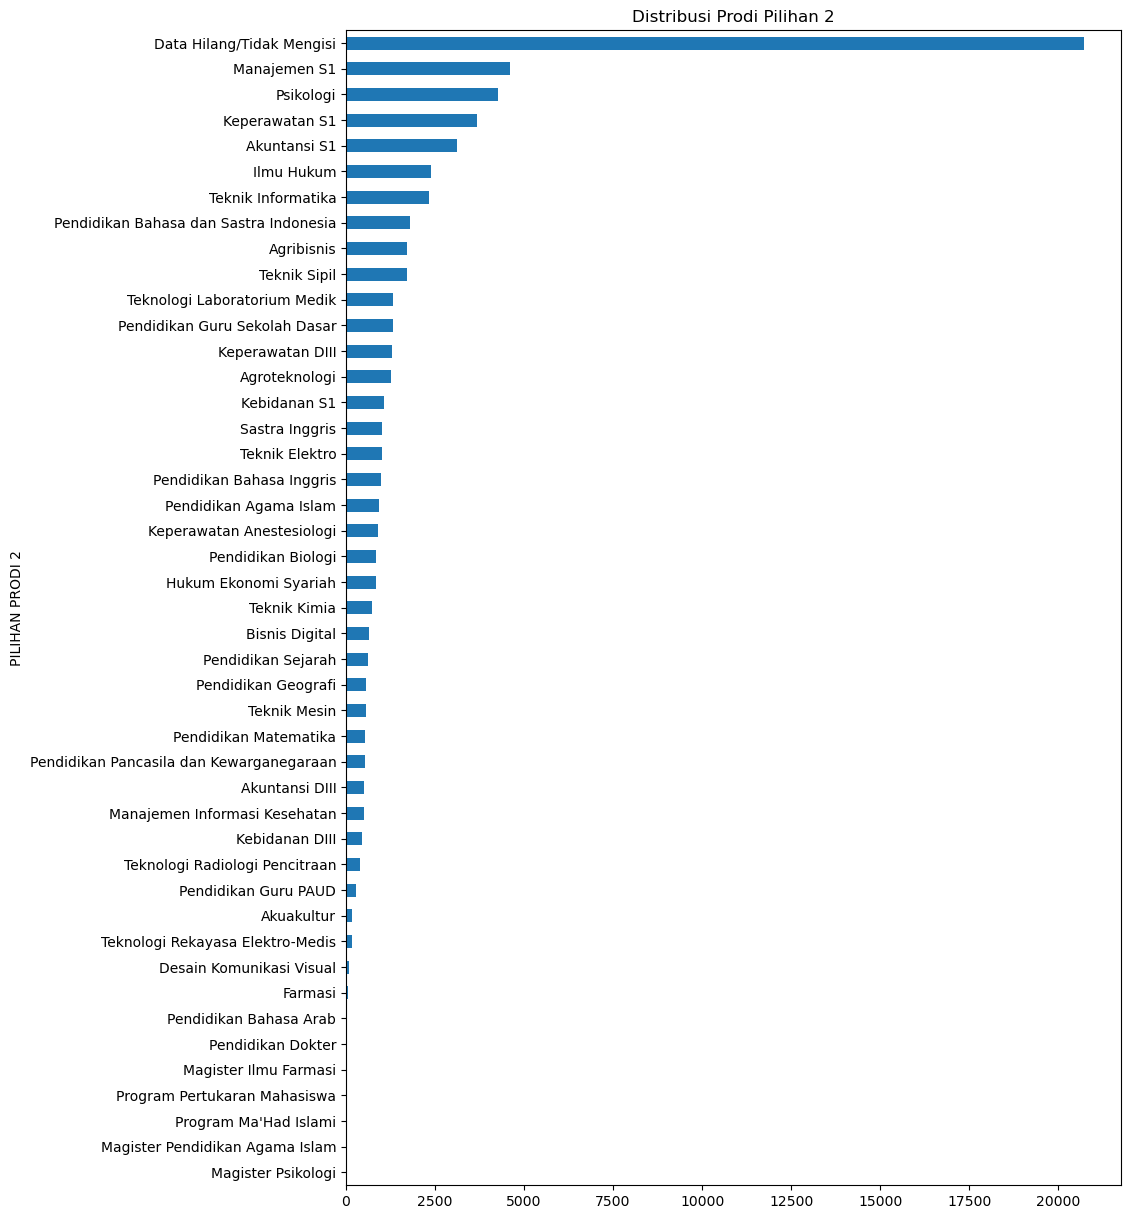 Distribusi Prodi Pilihan 2
PILIHAN PRODI 2
Data Hilang/Tidak Mengisi
Manajemen S1
Psikologi
Keperawatan S1
Akuntansi S1
Ilmu Hukum
Teknik Informatika
Pendidikan Bahasa dan Sastra Indonesia
Agribisnis
Teknik Sipil
Teknologi Laboratorium Medik
Pendidikan Guru Sekolah Dasar
Keperawatan DIII
Agroteknologi
Kebidanan S1
Sastra Inggris
Teknik Elektro
Pendidikan Bahasa Inggris
Pendidikan Agama Islam
Keperawatan Anestesiologi
Pendidikan Biologi
Hukum Ekonomi Syariah
Teknik Kimia
Bisnis Digital
Pendidikan Sejarah
Pendidikan Geografi
Teknik Mesin
Pendidikan Matematika
Pendidikan Pancasila dan Kewarganegaraan
Akuntansi DIII
Manajemen Informasi Kesehatan
Kebidanan DIII
Teknologi Radiologi Pencitraan
Pendidikan Guru PAUD
Akuakultur
Teknologi Rekayasa Elektro-Medis
Desain Komunikasi Visual
Farmasi
Pendidikan Bahasa Arab
Pendidikan Dokter
Magister Ilmu Farmasi
Program Pertukaran Mahasiswa
Program Ma'Had Islami
Magister Pendidikan Agama Islam
Magister Psikologi
0 2500 5000 7500 10000 12500 15000 17500 20000